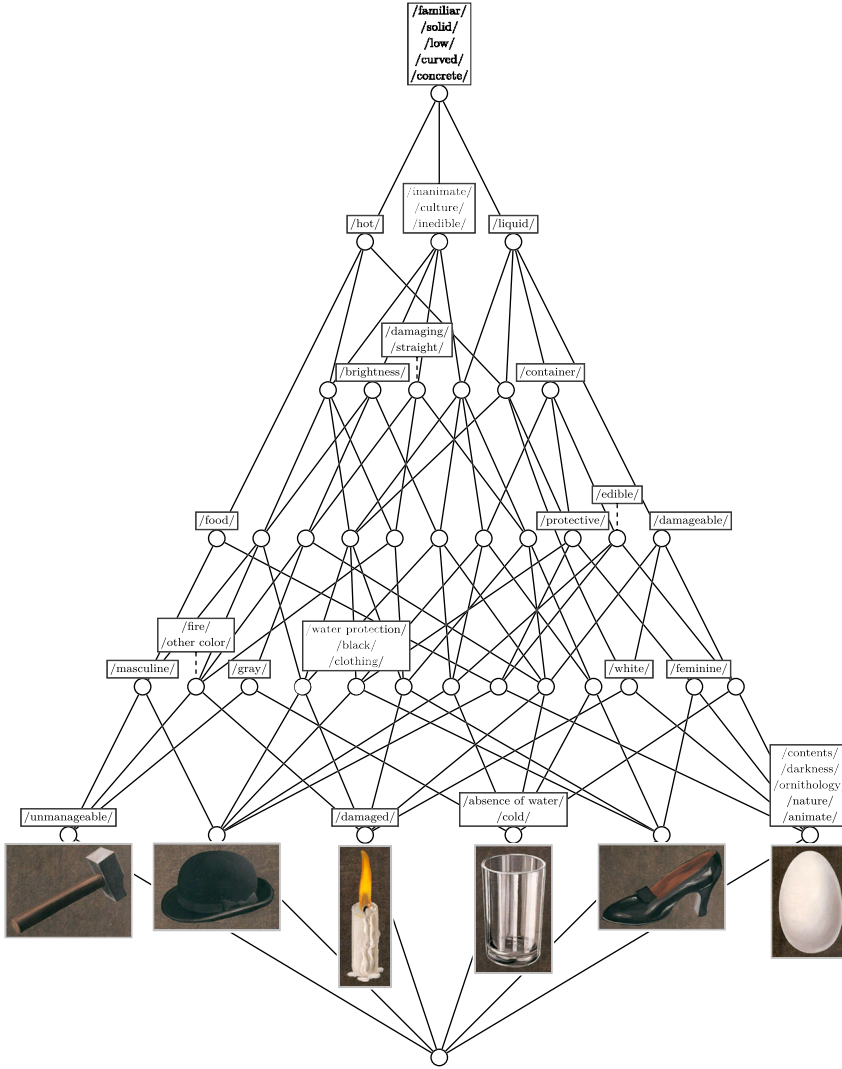 /familiar/
/solid/
/low/
/curved/
/concrete/
/inanimate/
/culture/
/inedible/
/hot/
/liquid/
/damaging/
/straight/
/brightness/
/container/
/edible/
/food/
/protective/
/damageable/
/fire/
/other color/
/water protection/
/black/
/clothing/
/masculine/
/gray/
/white/
/feminine/
/contents/
/darkness/
/ornithology
/nature/
/animate/
/unmanageable/
/damaged/
/absence of water/
/cold/